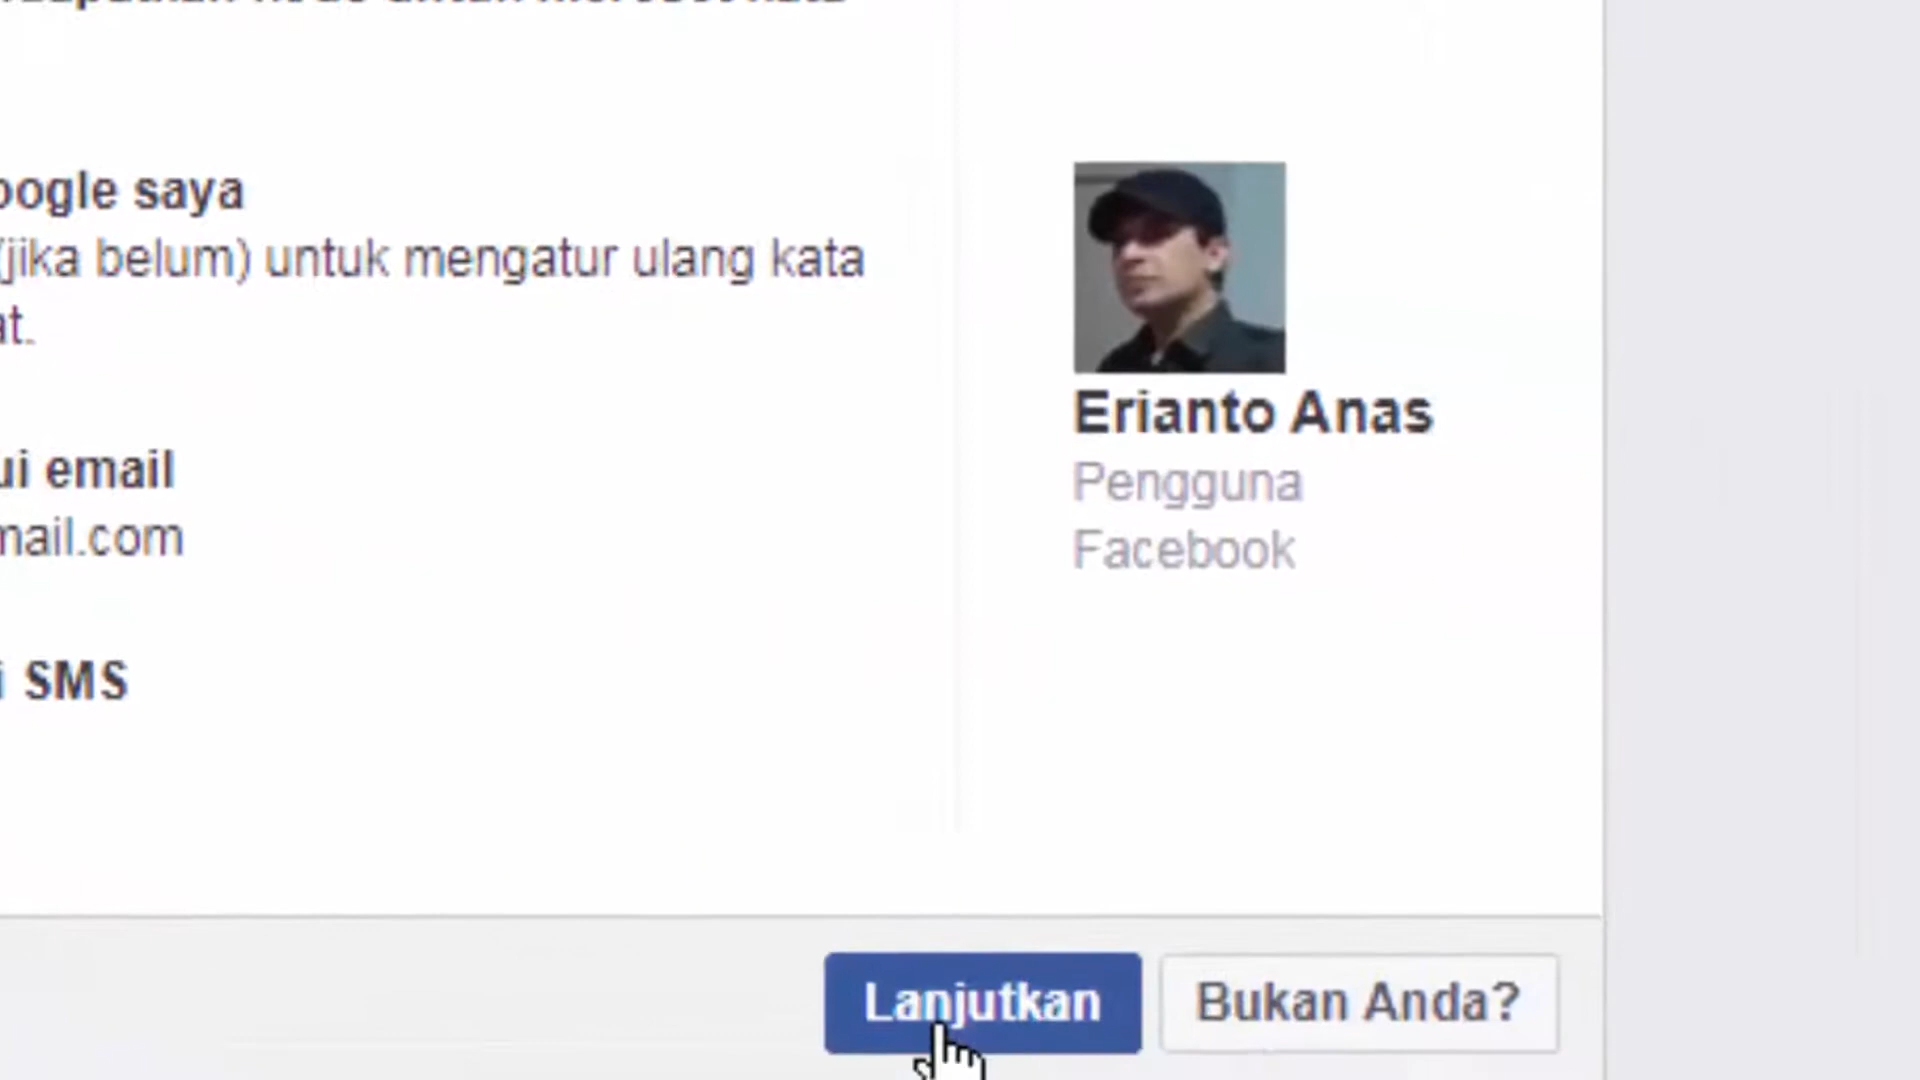 oogle saya
(jika belum) untuk mengatur ulang kata
at.
ui email
mail.com
i SMS
Erianto Anas
Pengguna
Facebook
Lanjutkan
Bukan Anda?